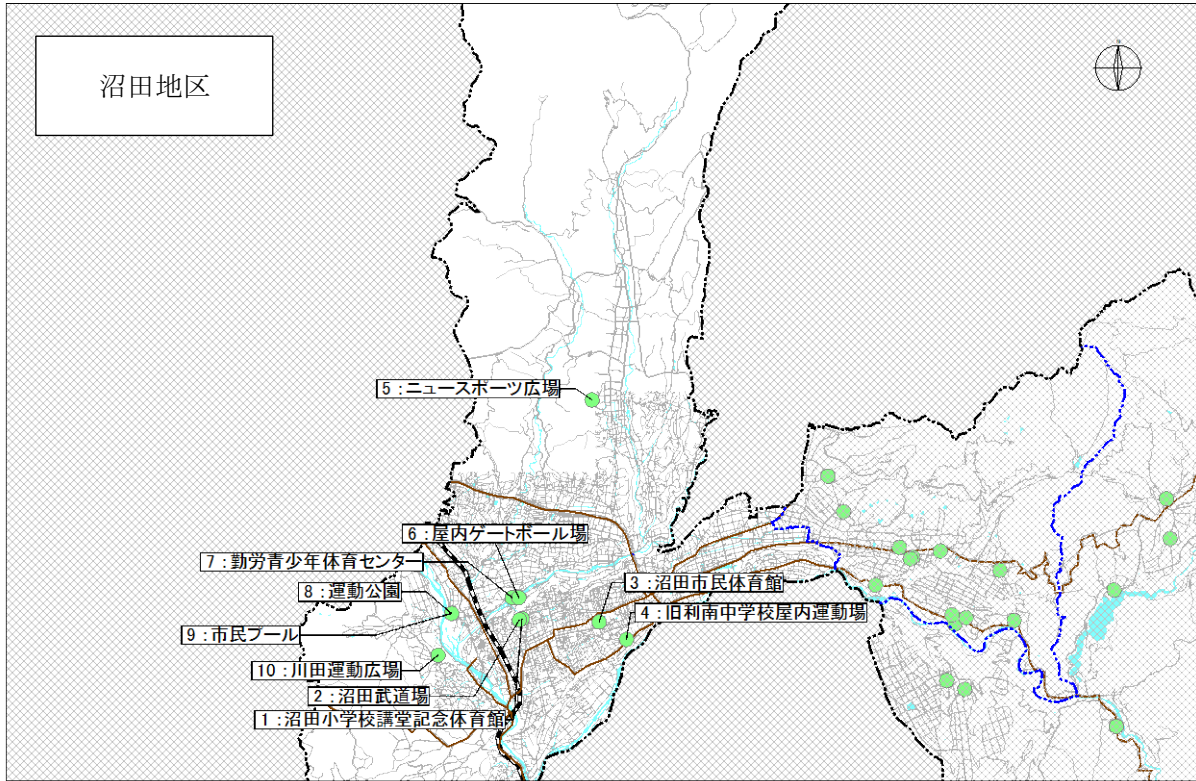 沼田地区
5：ニュースポーツ広場
6：屋内ゲートボール場
7：勤労青少年体育センター
3：沼田市民体育館
8：運動公園
4：旧利南中学校屋内運動場
9：市民プール
10：川田運動広場
2：沼田武道場
1：沼田小学校講堂記念体育館